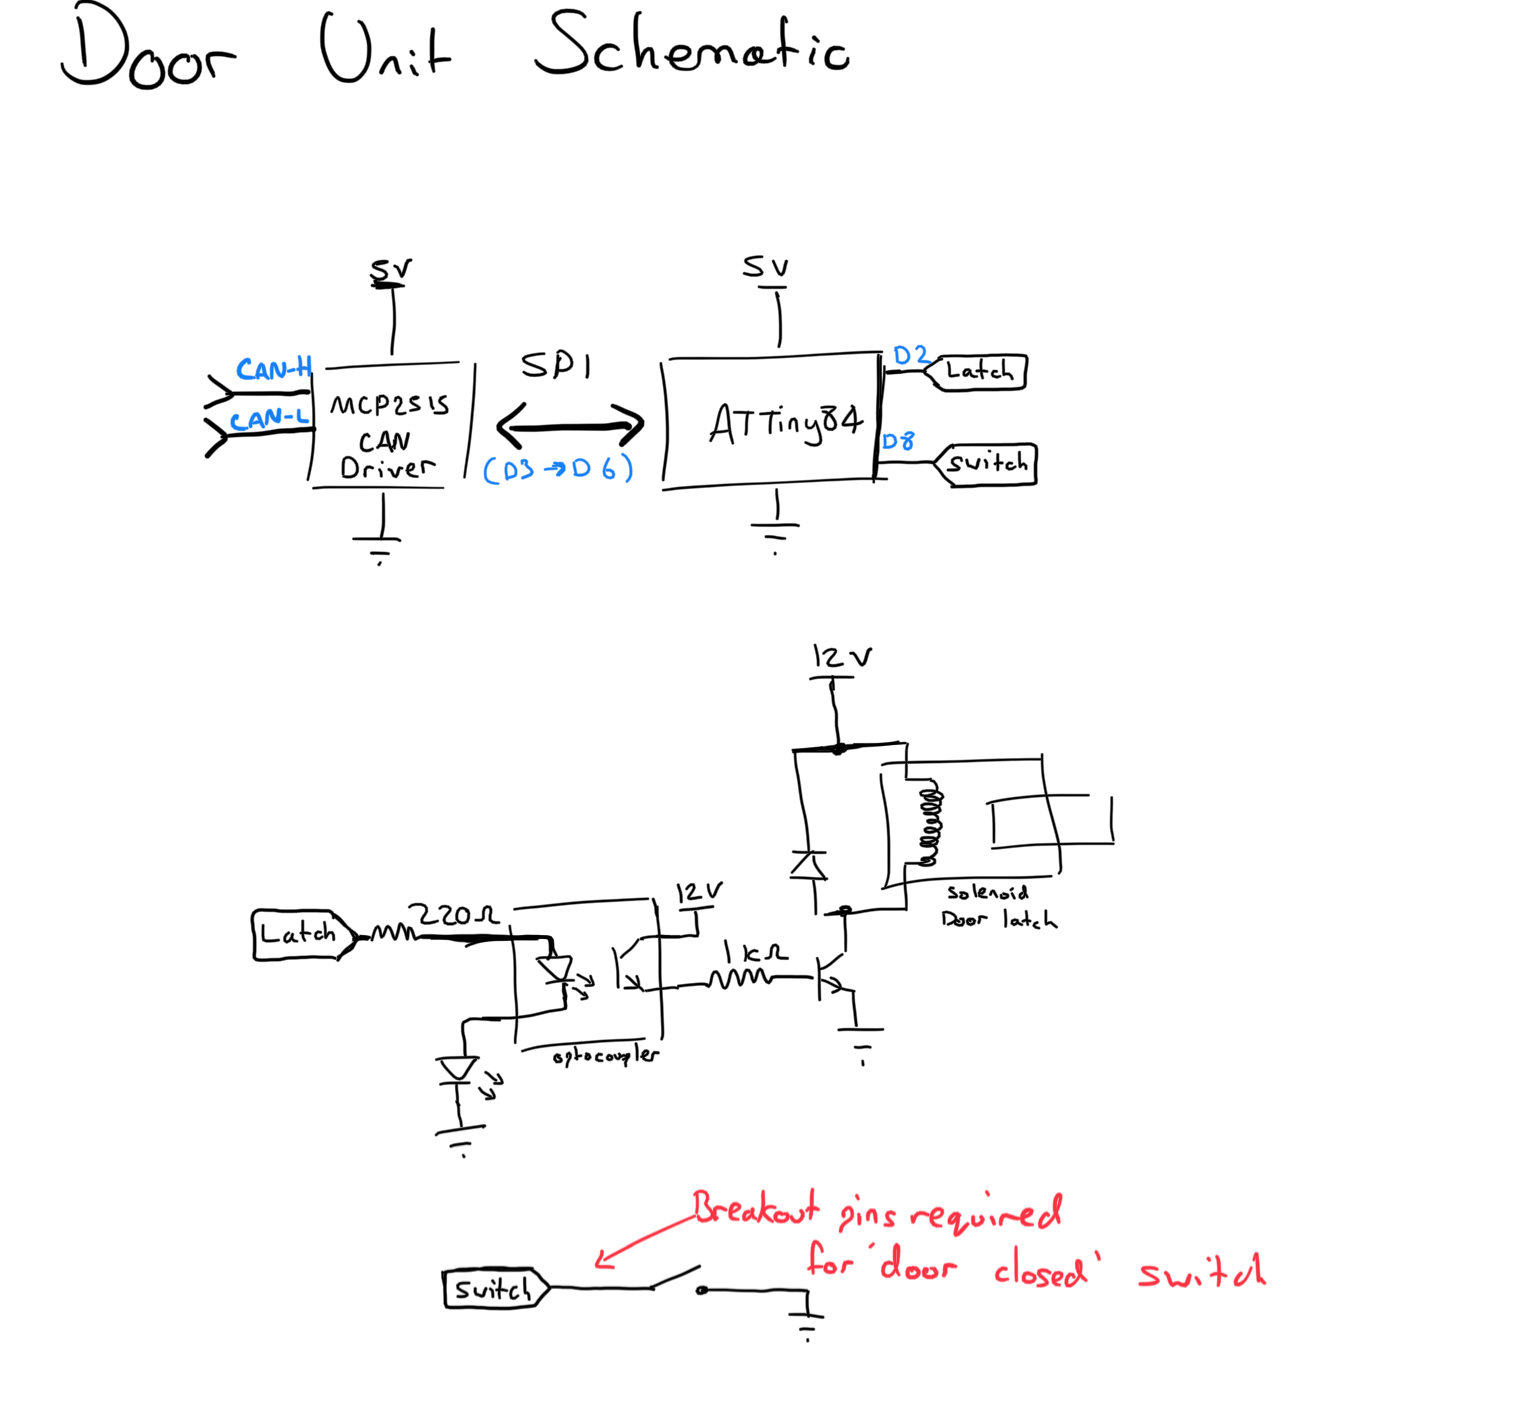 Door Unit Schematic
5V
5V
CAN-H
CAN-L
MCP2515
CAN
Driver
SPI
(D3→D6)
ATTiny84
D2
Latch
D8
Switch
12V
Solenoid
Door latch
Latch
220Ω
12V
1kΩ
optocoupler
Breakout pins required
for 'door closed' switch
Switch